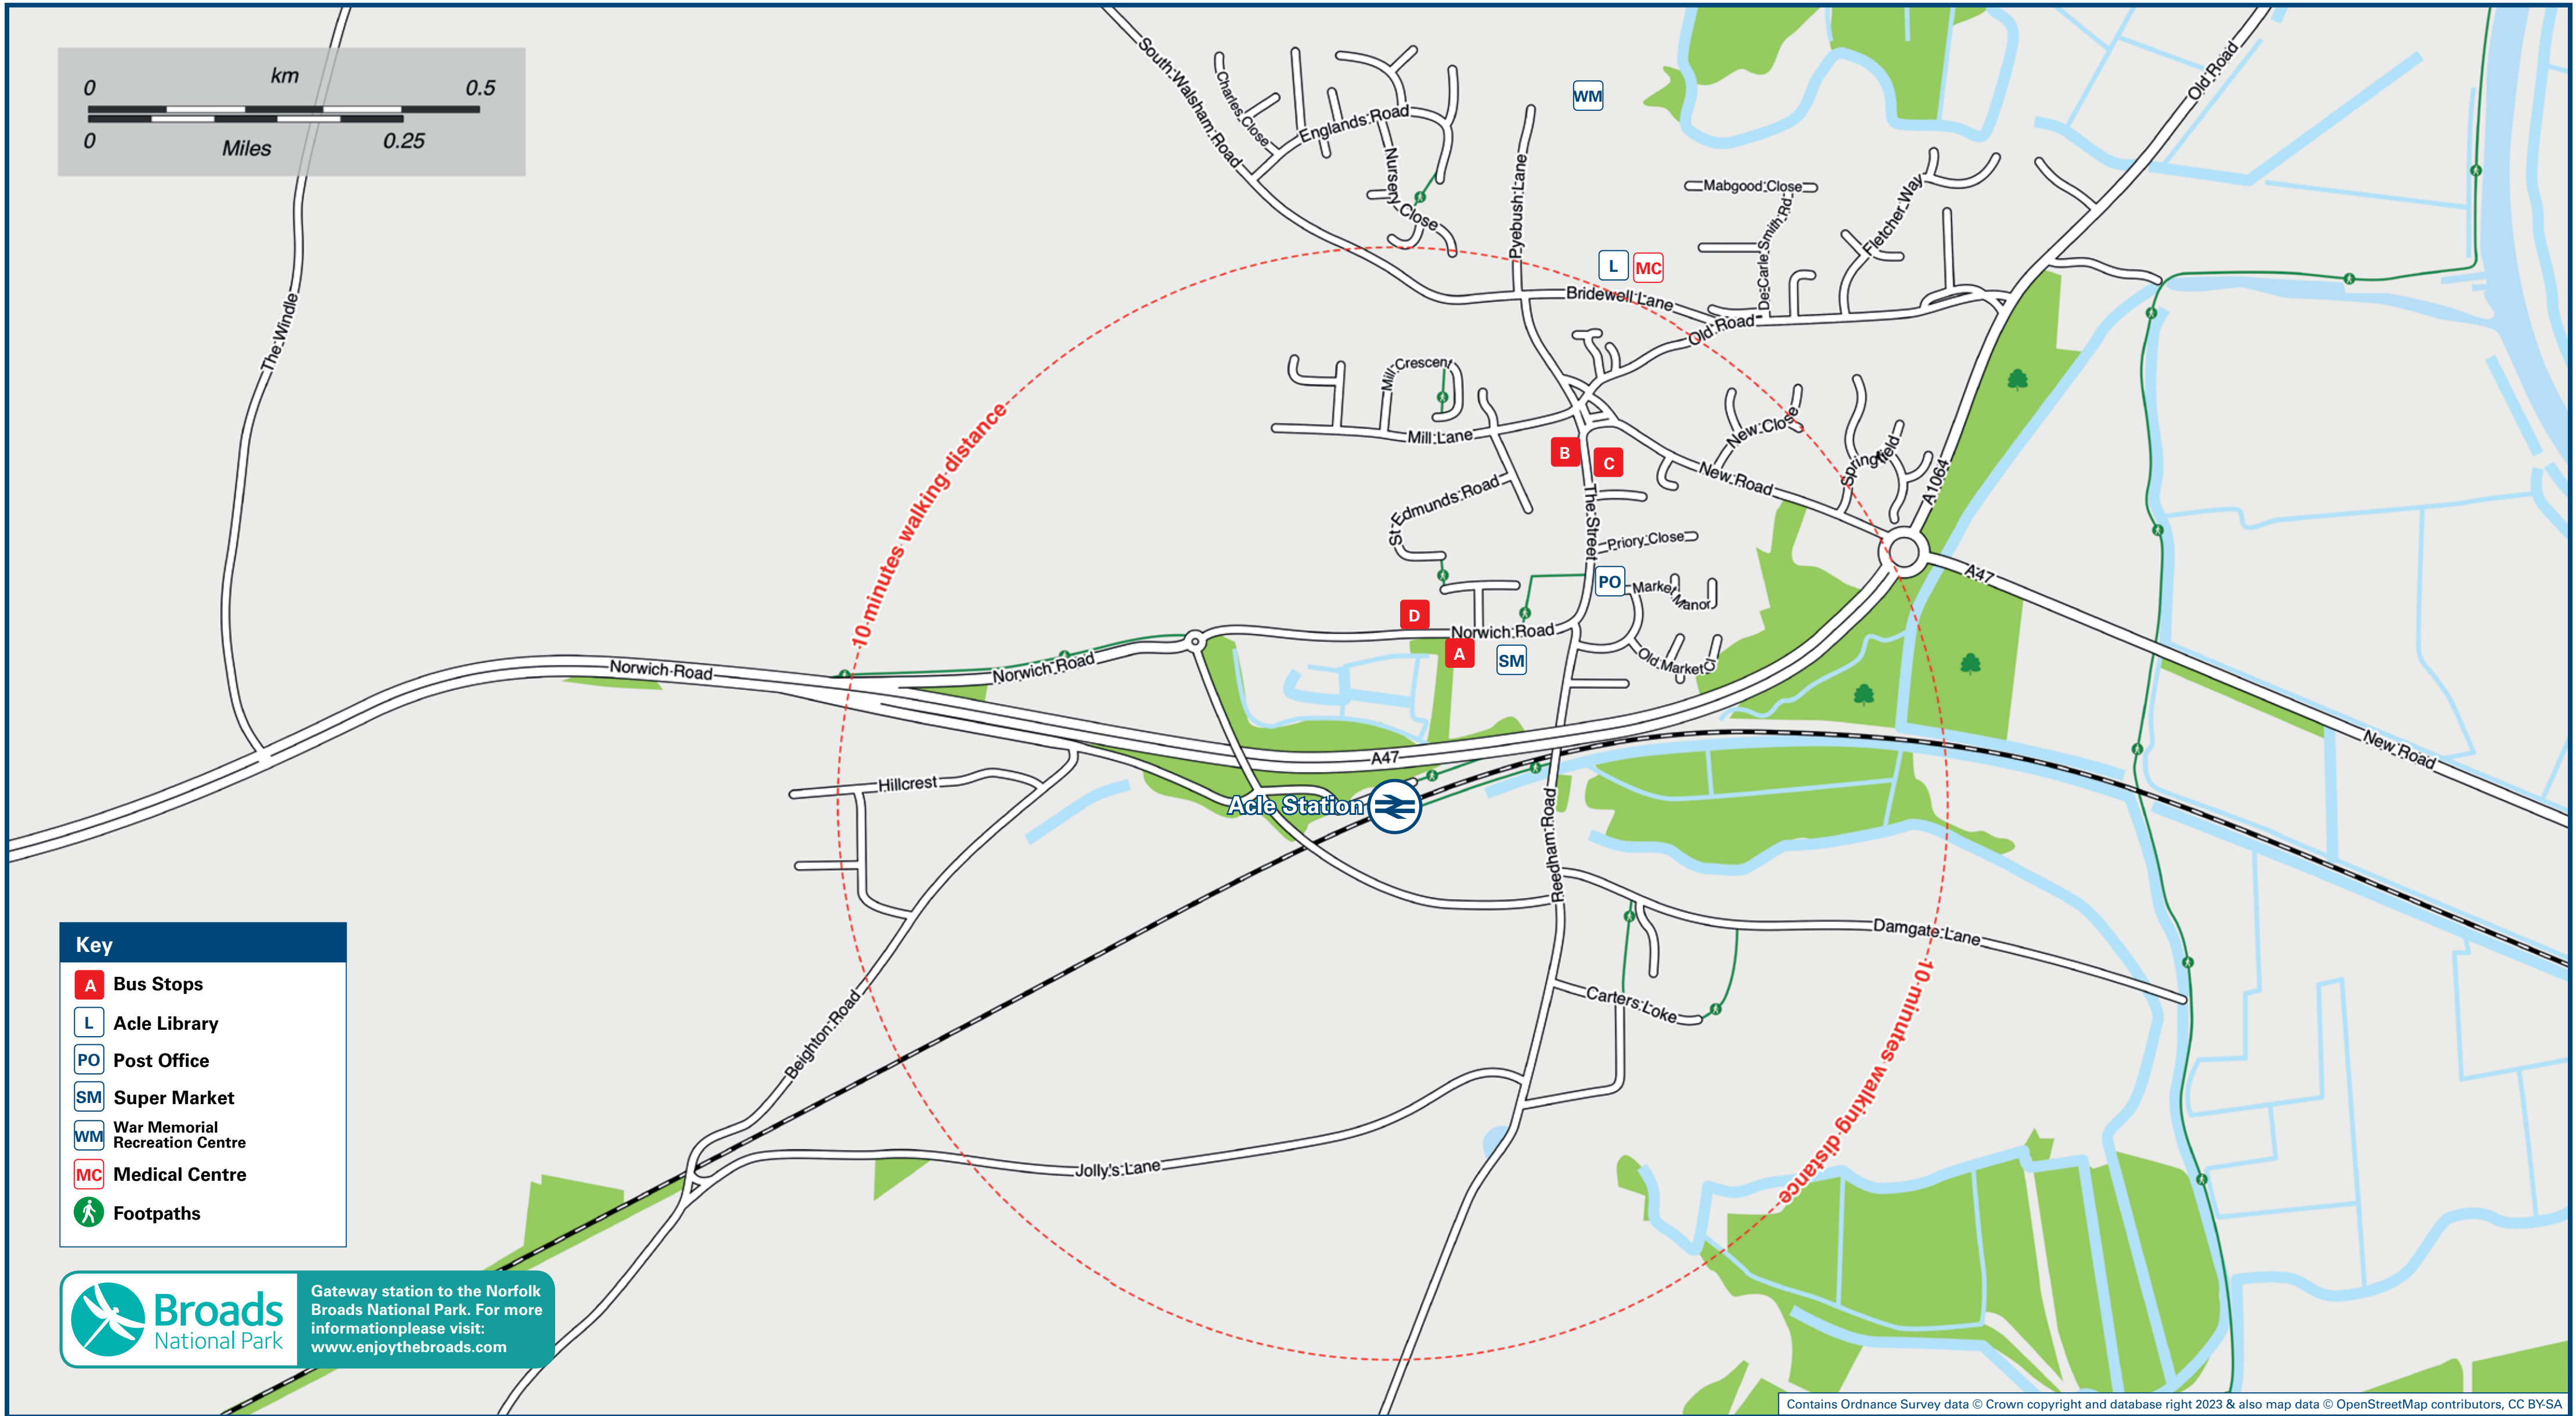 km
0
0.5
0
0.25
Miles
South Walsham Road
Charles Close
Englands Road
Nursery Close
Pyebush Lane
WM
Old Road
Mabgood Close
De Carle Smith Rd
Fletcher Way
L
MC
Bridewell Lane
Old Road
The Windle
Mill Crescent
Mill Lane
B
C
New Close
New Road
Springfield
A1064
St Edmunds Road
The Street
Priory Close
PO
Market Manor
A47
10 minutes walking distance
D
Norwich Road
A
SM
Old Market Cl
Norwich Road
Norwich Road
A47
New Road
Hillcrest
Acle Station
Reedham Road
Damgate Lane
Carters Loke
Beighton Road
10 minutes walking distance
Jolly's Lane
Key
A Bus Stops
L Acle Library
PO Post Office
SM Super Market
WM War Memorial
Recreation Centre
MC Medical Centre
Footpaths
Broads
National Park
Gateway station to the Norfolk
Broads National Park. For more
informationplease visit:
www.enjoythebroads.com
Contains Ordnance Survey data © Crown copyright and database right 2023 & also map data © OpenStreetMap contributors, CC BY-SA